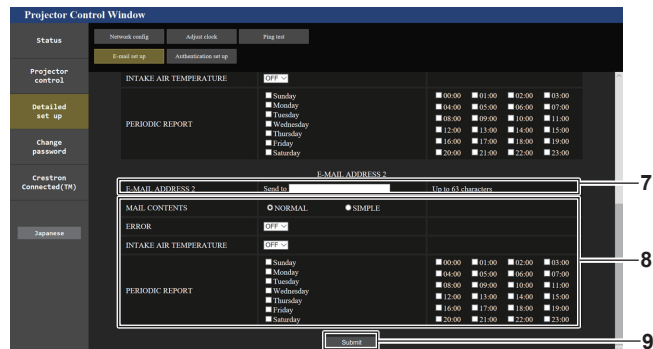 Projector Control Window
Status
Network config Adjust clock Ping test
E-mail set up Authentication set up
Projector
control
Detailed
set up
Change
password
Crestron
Connected(TM)
Japanese
INTAKE AIR TEMPERATURE OFF
PERIODIC REPORT
Sunday 00:00 01:00 02:00 03:00
Monday 04:00 05:00 06:00 07:00
Tuesday 08:00 09:00 10:00 11:00
Wednesday 12:00 13:00 14:00 15:00
Thursday 16:00 17:00 18:00 19:00
Friday 20:00 21:00 22:00 23:00
Saturday
E-MAIL ADDRESS 2
E-MAIL ADDRESS 2 Send to Up to 63 characters 7
MAIL CONTENTS NORMAL SIMPLE
ERROR OFF
INTAKE AIR TEMPERATURE OFF
8
PERIODIC REPORT
Sunday 00:00 01:00 02:00 03:00
Monday 04:00 05:00 06:00 07:00
Tuesday 08:00 09:00 10:00 11:00
Wednesday 12:00 13:00 14:00 15:00
Thursday 16:00 17:00 18:00 19:00
Friday 20:00 21:00 22:00 23:00
Saturday
Submit 9